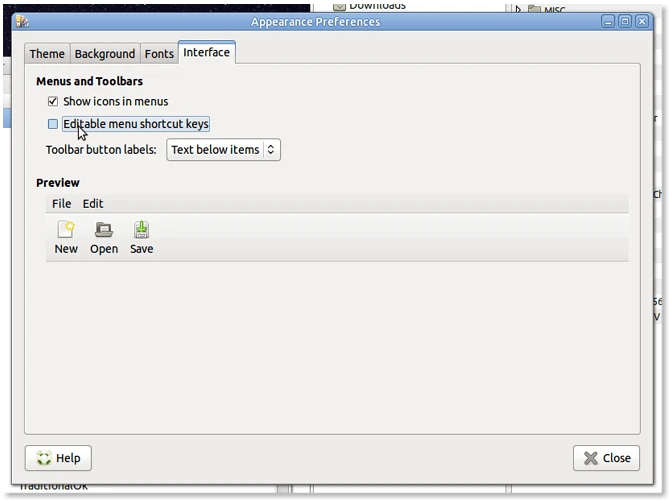 Downloads
MISC
Appearance Preferences
Theme Background Fonts Interface
Menus and Toolbars
Show icons in menus
Editable menu shortcut keys
Toolbar button labels: Text below items
Preview
File Edit
New Open Save
Help Close
TraditionalOk